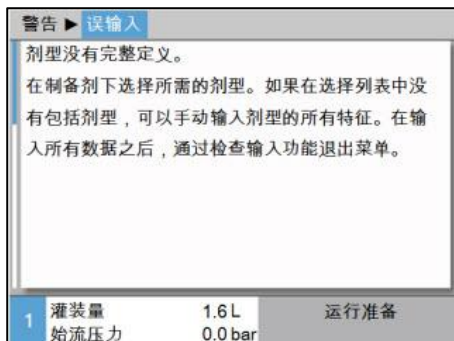 警告 ▶ 误输入
剂型没有完整定义。
在制备剂下选择所需的剂型。如果在选择列表中没
有包括剂型，可以手动输入剂型的所有特征。在输
入所有数据之后，通过检查输入功能退出菜单。
1 灌装量 1.6 L 运行准备
始流压力 0.0 bar